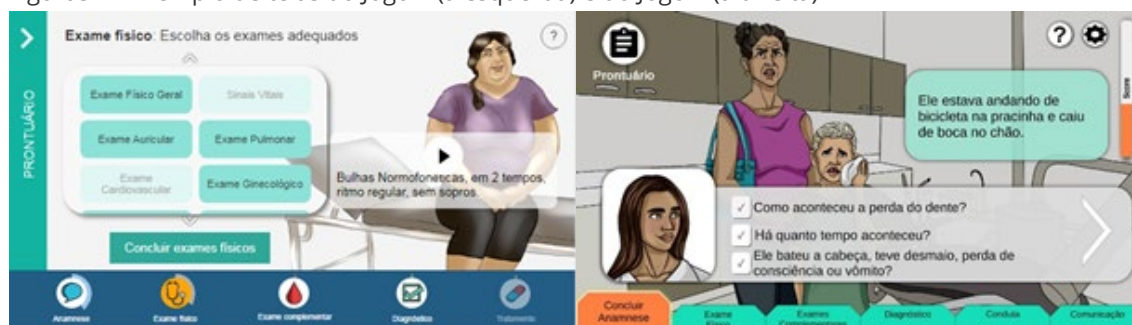 Exame físico: Escolha os exames adequados
?
PRONTUÁRIO
Exame Físico Geral
Sinais Vitais
Exame Auricular
Exame Pulmonar
Exame
Cardiovascular
Exame Ginecológico
Bulhas Normofoneticas, em 2 tempos,
ritmo regular, sem sopros
Concluir exames físicos
Anamnese
Exame físico
Exame complementar
Diagnóstico
Tratamento
Prontuário
?
Score
Ele estava andando de
bicicleta na pracinha e caiu
de boca no chão.
Como aconteceu a perda do dente?
Há quanto tempo aconteceu?
Ele bateu a cabeça, teve desmaio, perda de
consciência ou vômito?
Concluir
Anamnese
Exame
Físico
Exames
Complementares
Diagnóstico
Conduta
Comunicação